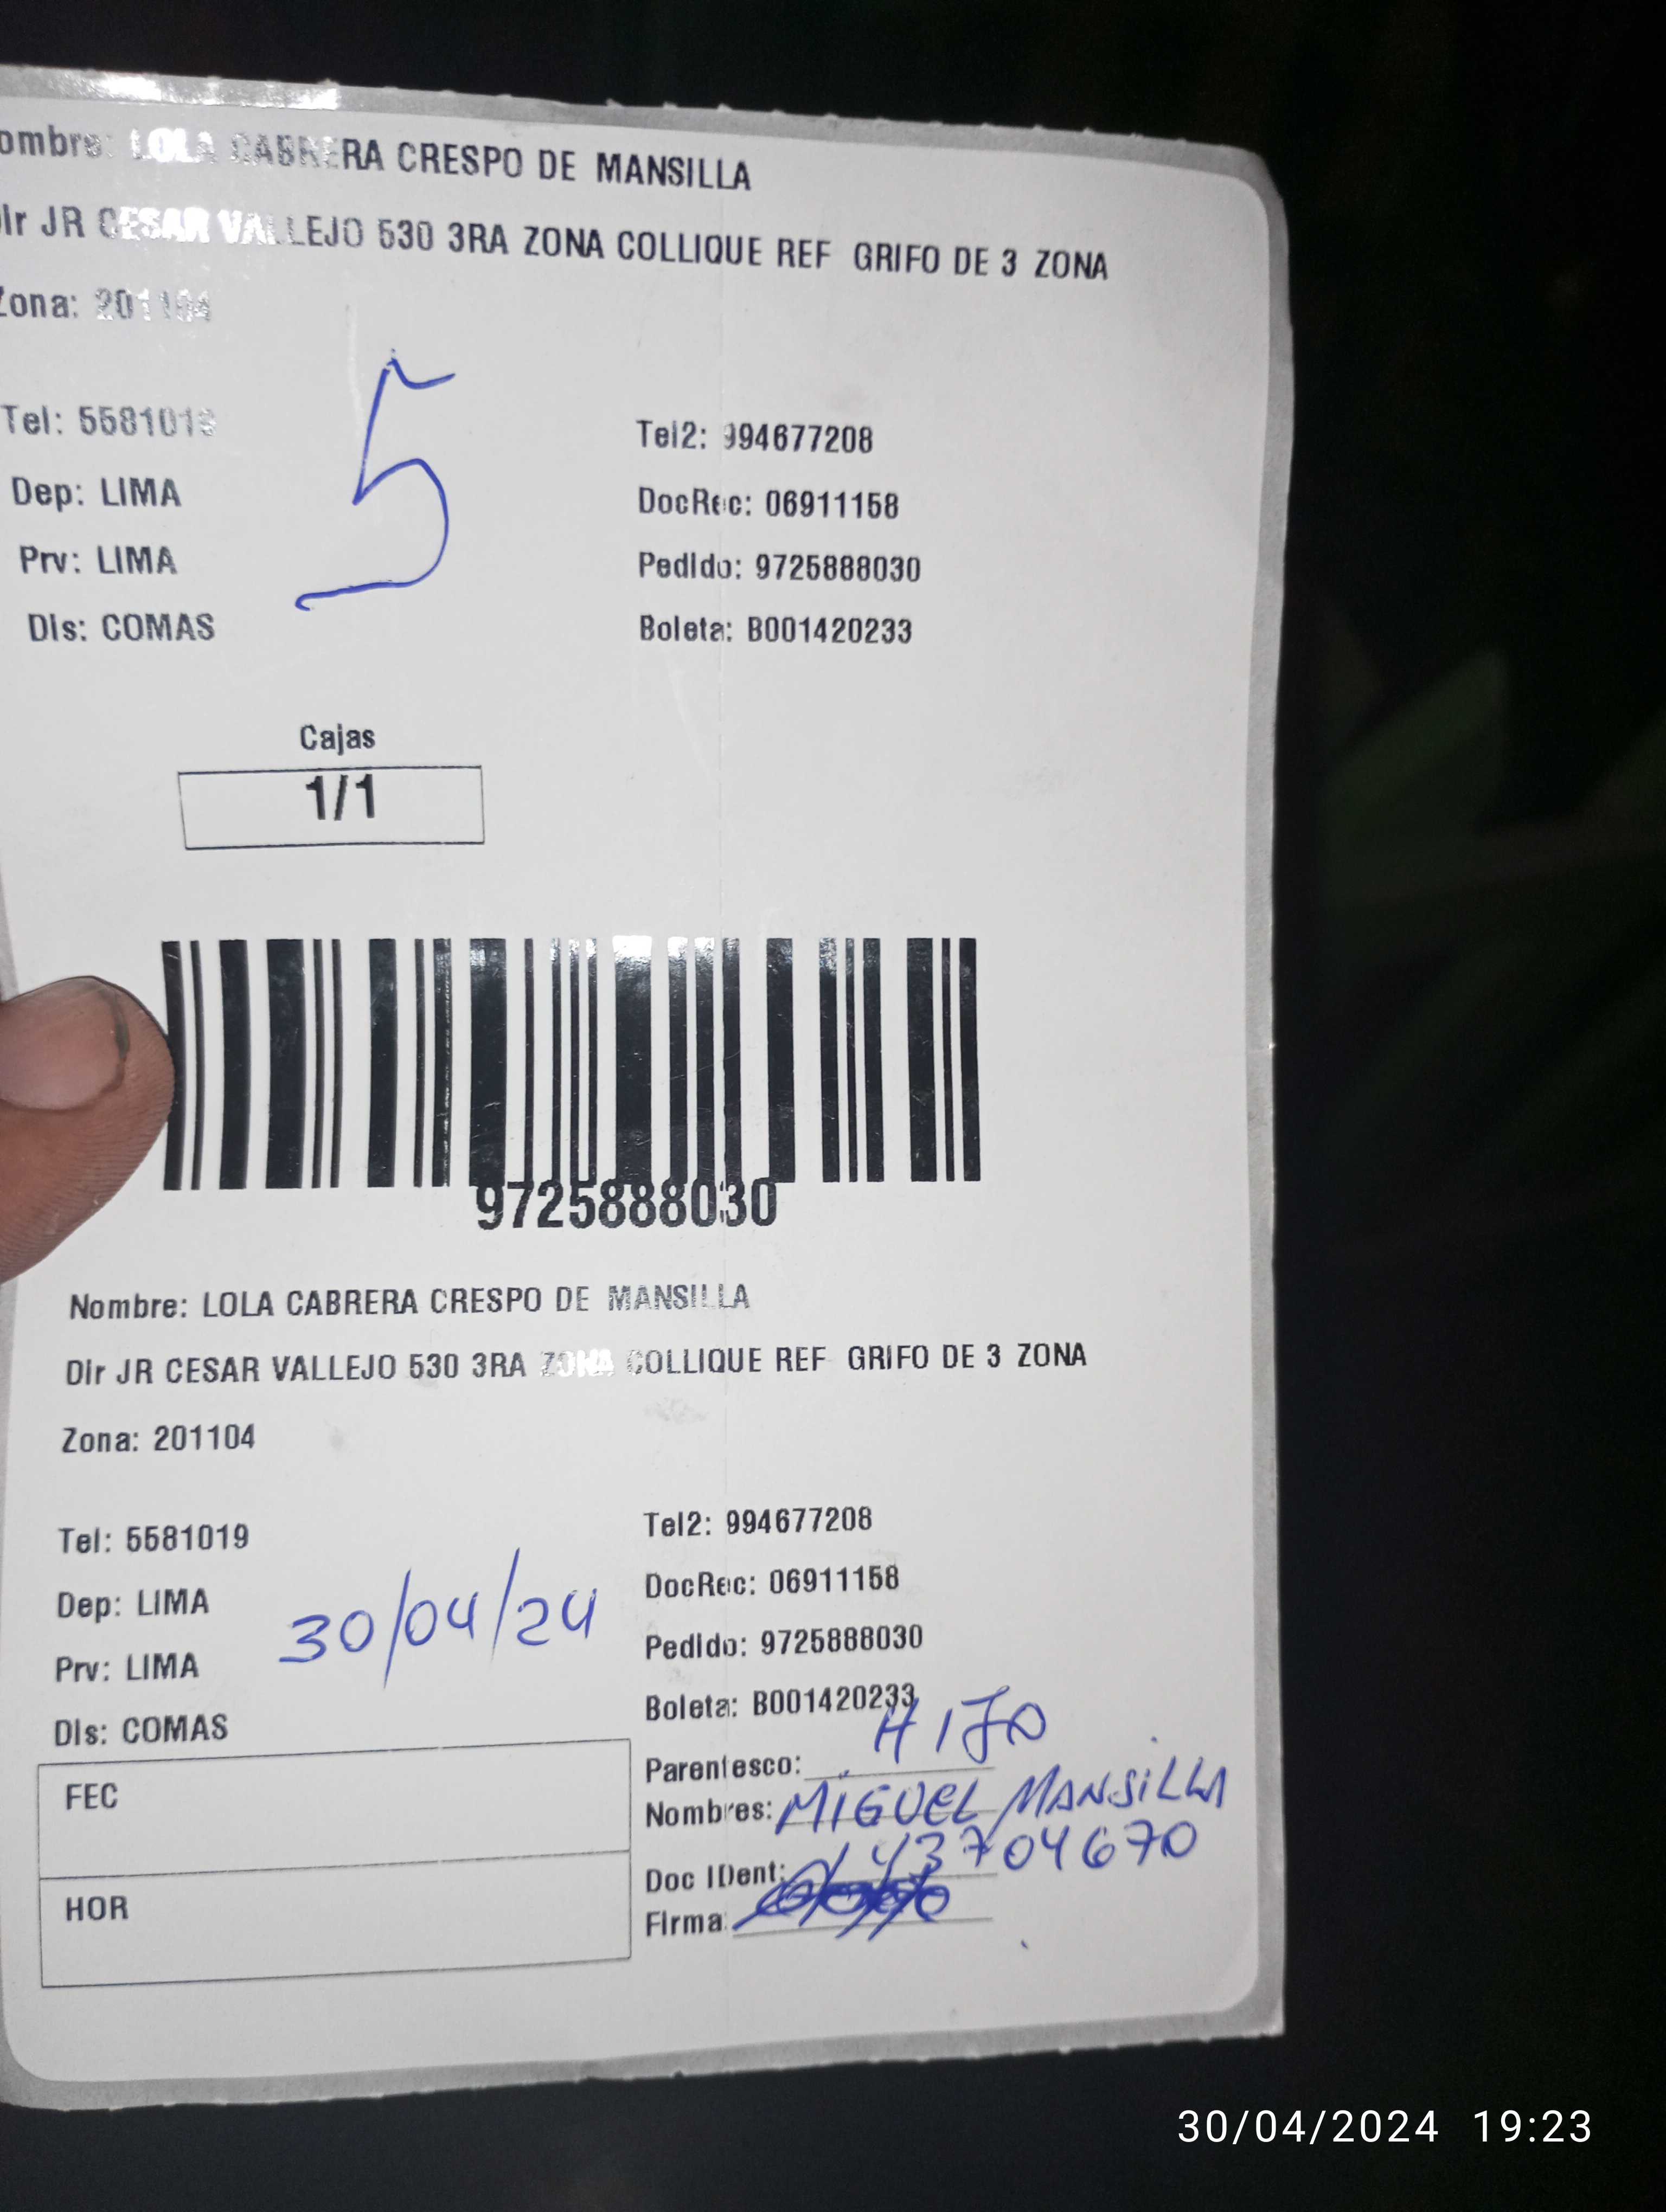 ombre: LOLA CABRERA CRESPO DE MANSILLA
Dir JR CESAR VALLEJO 530 3RA ZONA COLLIQUE REF GRIFO DE 3 ZONA
Zona: 201104
5
Tel: 5581019 Tel2: 994677208
Dep: LIMA DocRec: 06911158
Prv: LIMA Pedido: 9725888030
Dis: COMAS Boleta: B001420233
Cajas
1/1
9725888030
Nombre: LOLA CABRERA CRESPO DE MANSILLA
Dir JR CESAR VALLEJO 530 3RA ZONA COLLIQUE REF GRIFO DE 3 ZONA
Zona: 201104
Tel: 5581019 Tel2: 994677208
Dep: LIMA DocRec: 06911158
30/04/24
Prv: LIMA Pedido: 9725888030
Dis: COMAS Boleta: B001420233
Parentesco: HIJO
FEC
Nombres: MIGUEL MANSiLLA
Doc IDent: 43704670
HOR
Firma:
30/04/2024 19:23